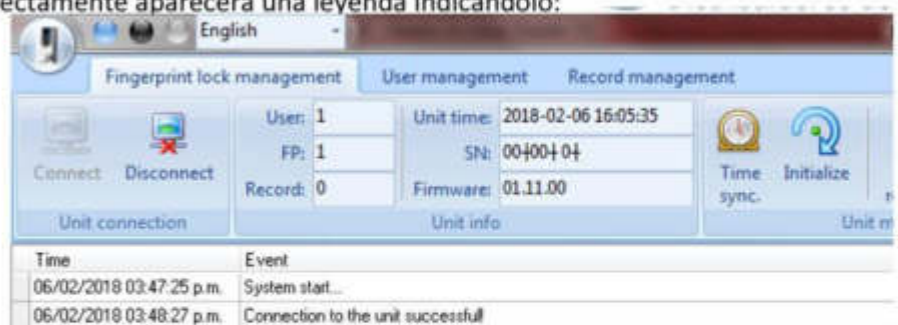 ectamente aparecerá una leyenda indicándolo:
English
Fingerprint lock management User management Record management
User: 1 Unit time: 2018-02-06 16:05:35
FP: 1 SN:
Connect Disconnect Time Initialize
Record: 0 Firmware: 01.11.00 sync.
Unit connection Unit info Unit
Time Event
06/02/2018 03:47:25 p.m. System start...
06/02/2018 03:48:27 p.m. Connection to the unit successful!